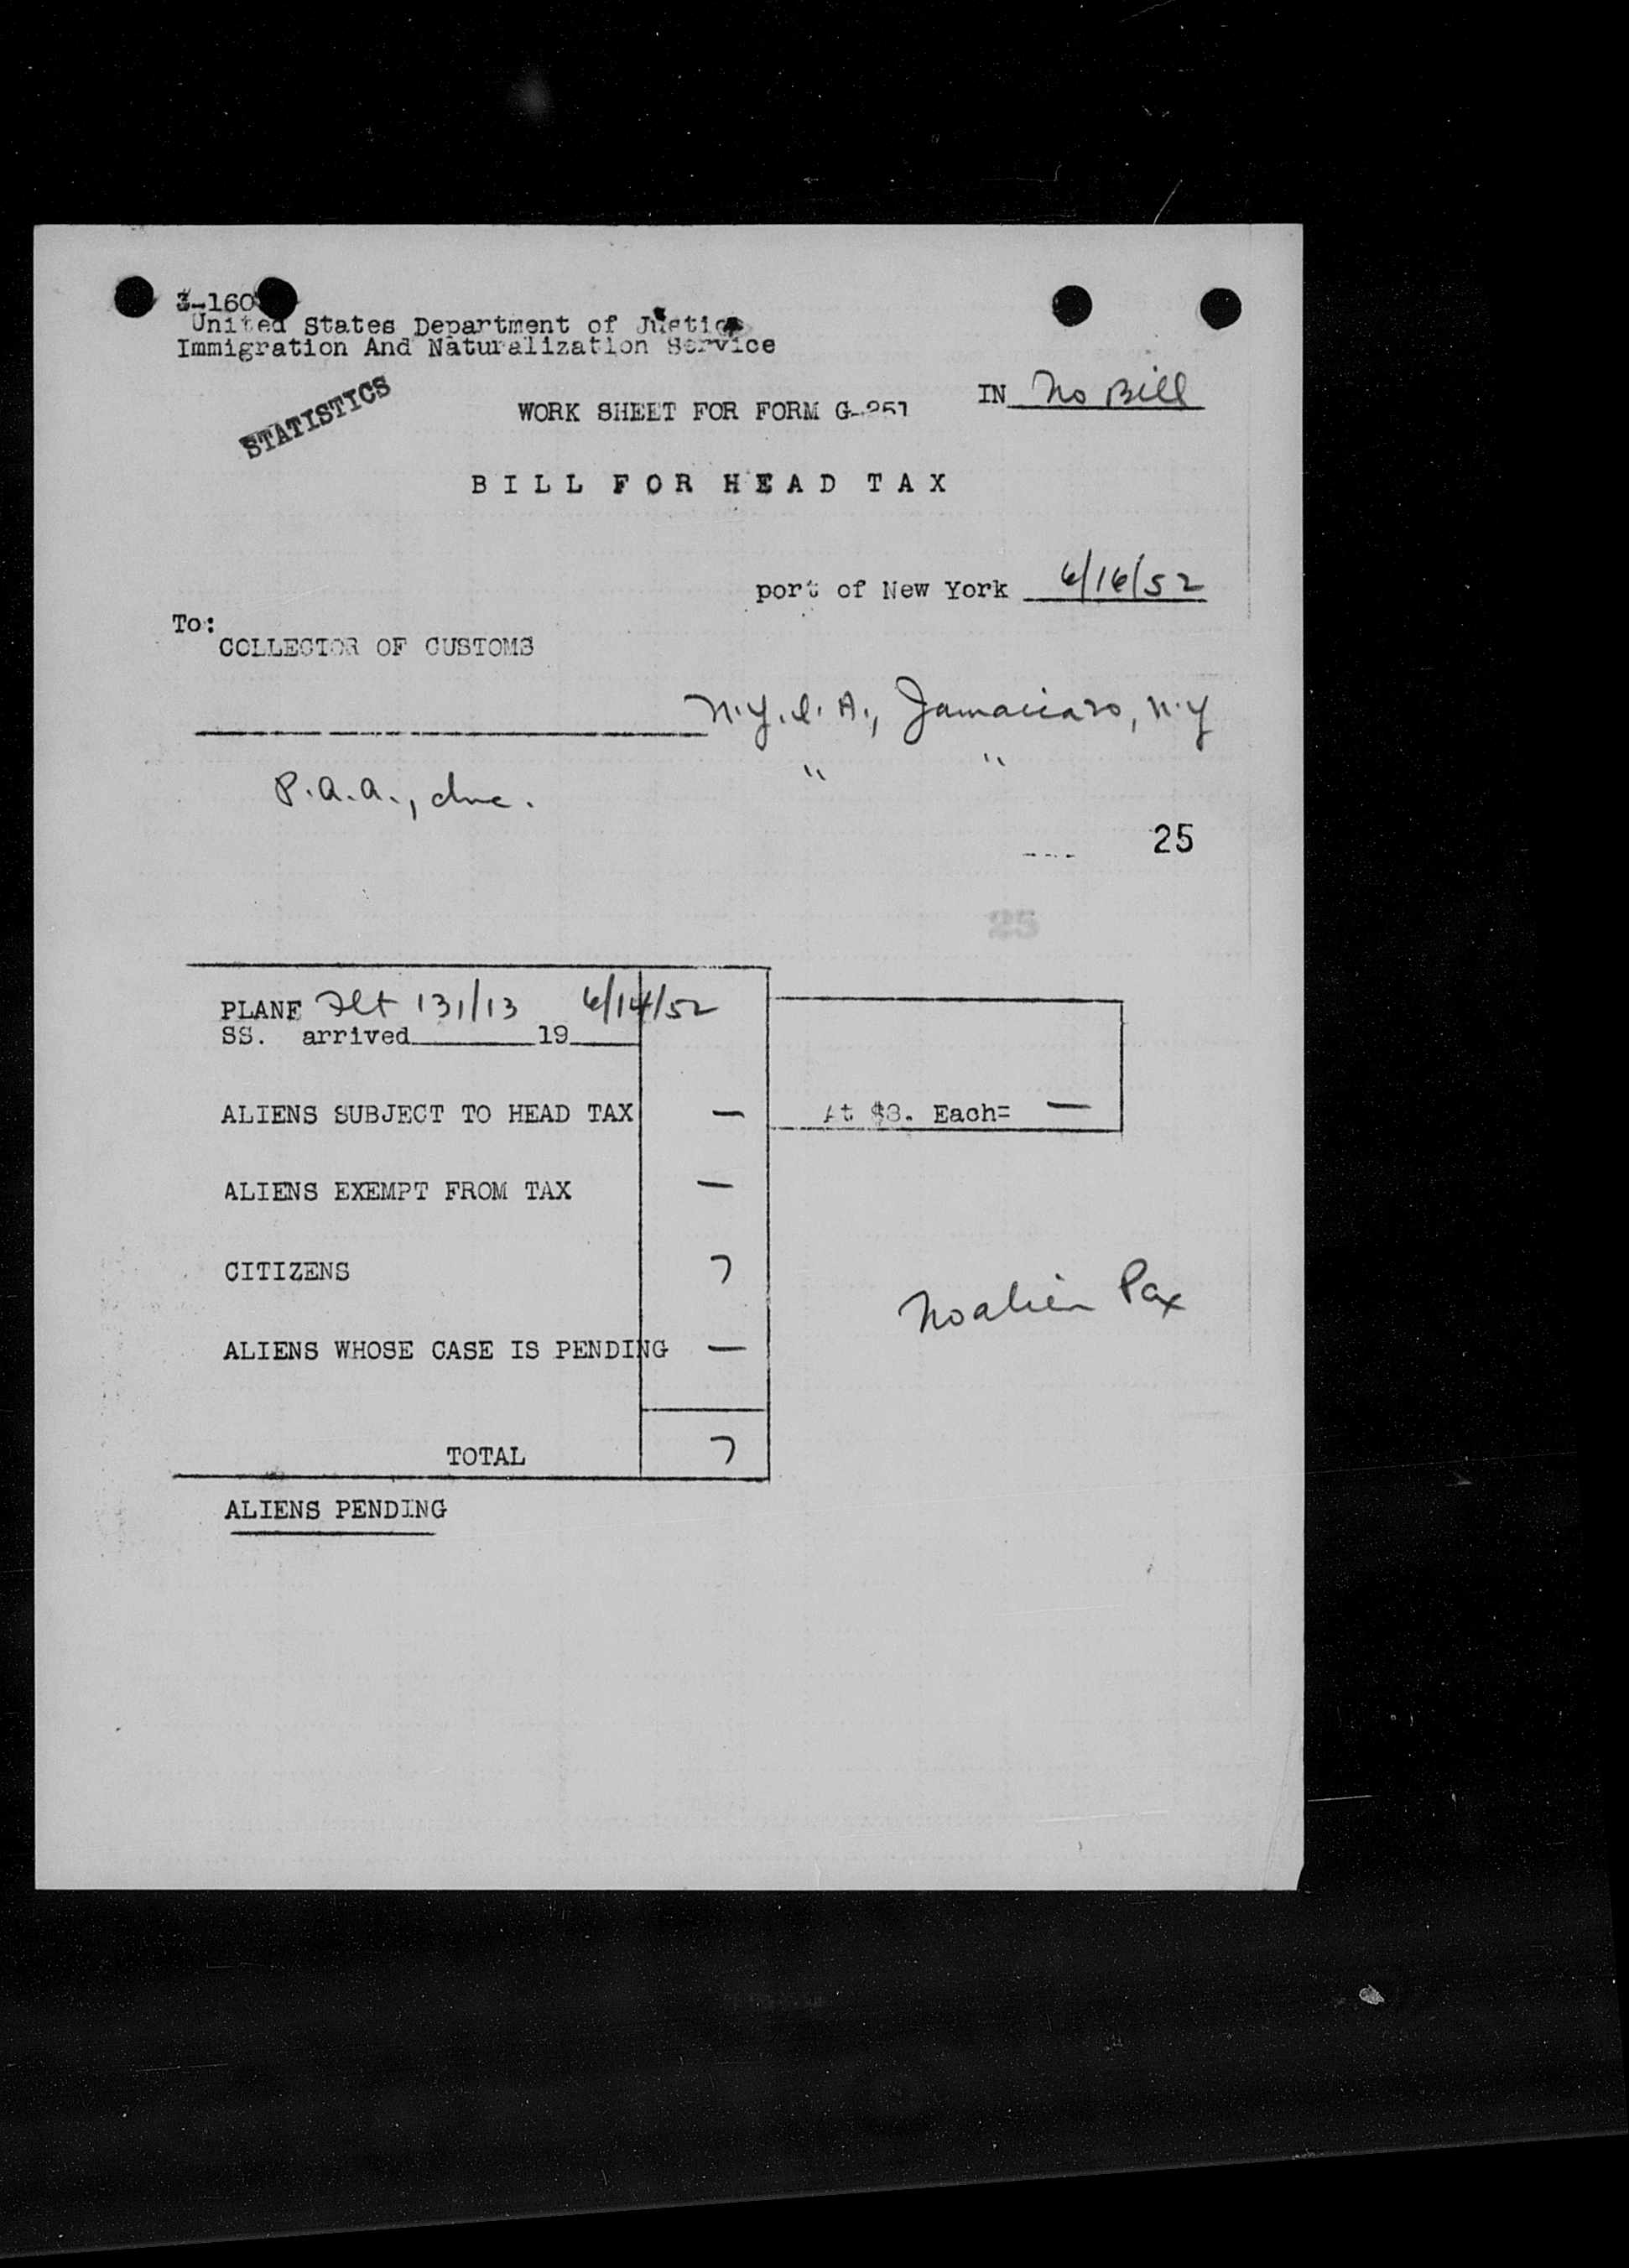 3-160
United States Department of Justice
Immigration And Naturalization Service
STATISTICS
IN No Bill
WORK SHEET FOR FORM G-251
BILL FOR HEAD TAX
port of New York 6/16/52
To:
COLLECTOR OF CUSTOMS
N.Y.I.A., Jamaica 30, N.Y
P.A.A., Inc. " "
25
25
PLANE Flt 131/13 6/14/52
SS. arrived 19
ALIENS SUBJECT TO HEAD TAX — At $8. Each= —
ALIENS EXEMPT FROM TAX —
CITIZENS 7
No alien Pax
ALIENS WHOSE CASE IS PENDING —
TOTAL 7
ALIENS PENDING